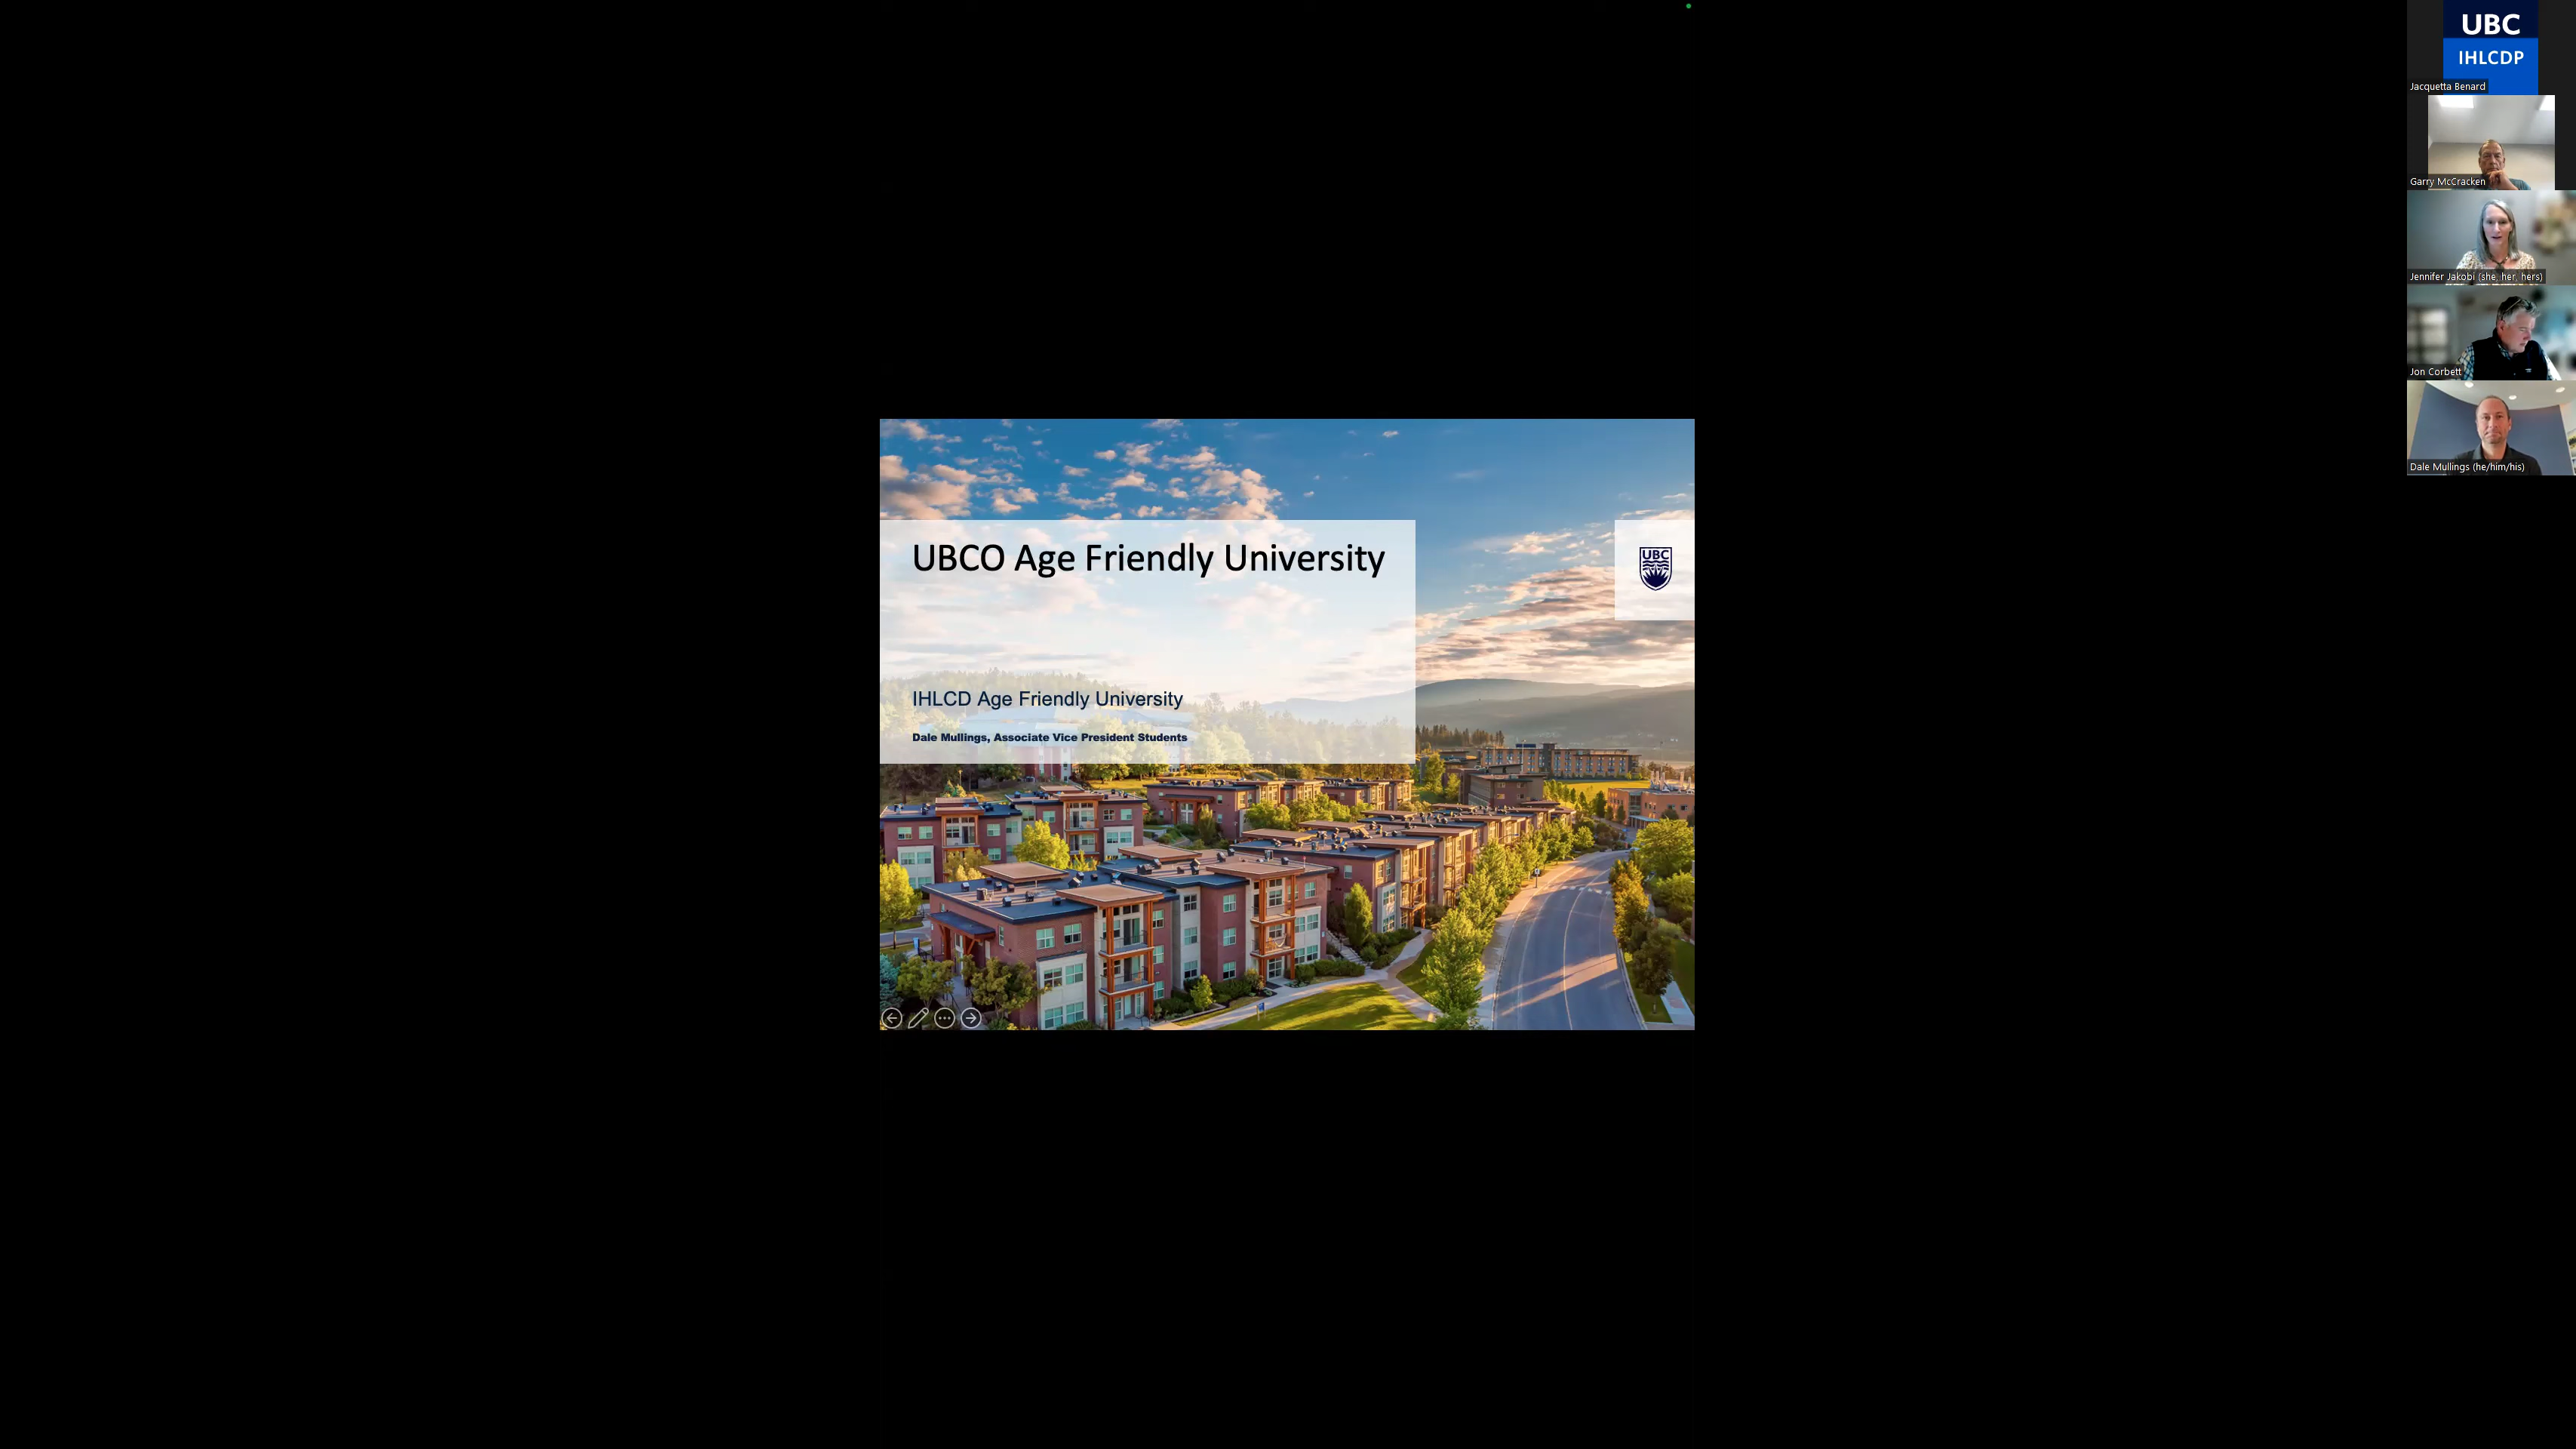 UBCO Age Friendly University
UBC
IHLCD Age Friendly University
Dale Mullings, Associate Vice President Students
UBC
IHLCDP
Jacquetta Benard
Garry McCracken
Jennifer Jakobi (she, her, hers)
Jon Corbett
Dale Mullings (he/him/his)